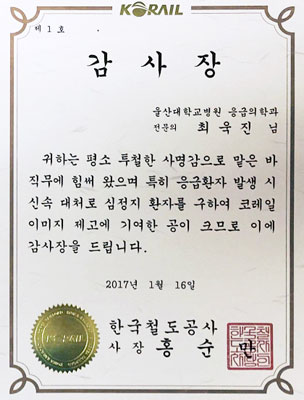 KORAIL
제 1 호
감 사 장
울산대학교병원 응급의학과
전문의 최 욱 진 님
귀하는 평소 투철한 사명감으로 맡은 바
직무에 힘써 왔으며 특히 응급환자 발생 시
신속 대처로 심정지 환자를 구하여 코레일
이미지 제고에 기여한 공이 크므로 이에
감사장을 드립니다.
2017년 1월 16일
한국철도공사
사 장 홍 순 만
KORAIL